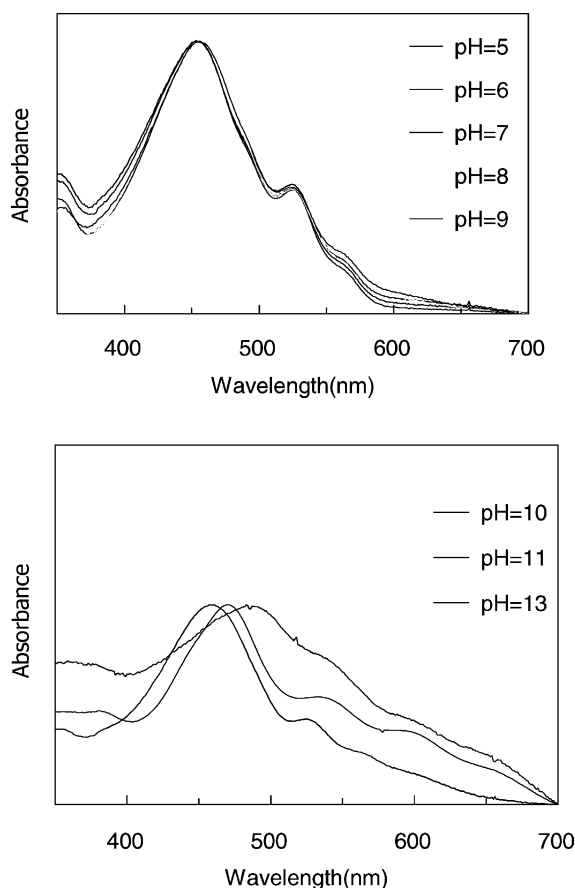 Absorbance
pH=5
pH=6
pH=7
pH=8
pH=9
400 500 600 700
Wavelength(nm)
Absorbance
pH=10
pH=11
pH=13
400 500 600 700
Wavelength(nm)